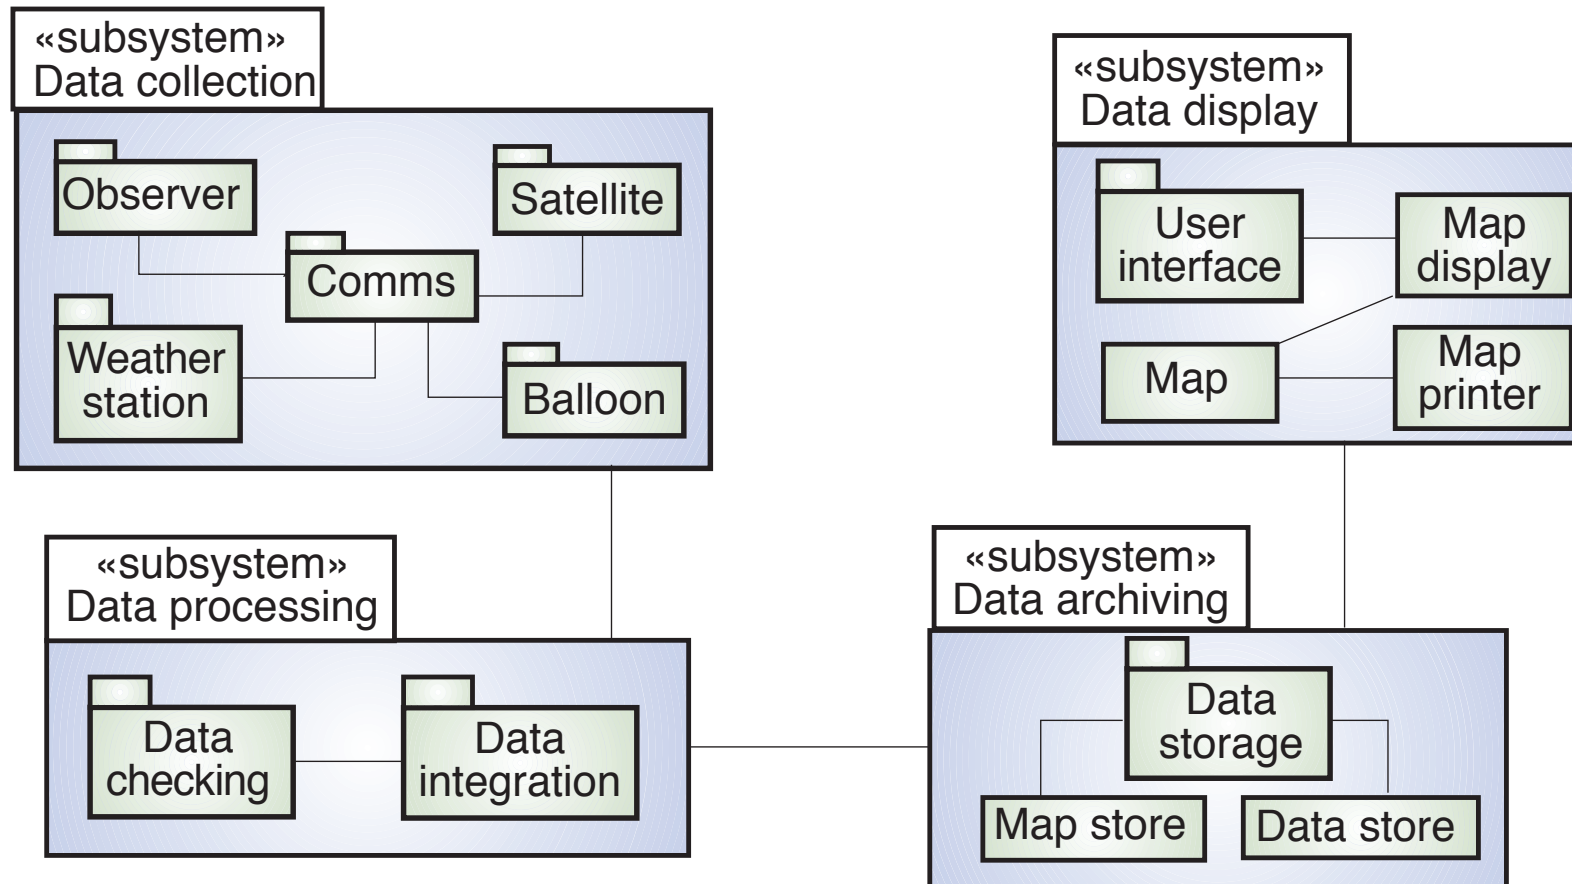 «subsystem»
Data collection
Observer
Satellite
Comms
Weather
station
Balloon
«subsystem»
Data display
User
interface
Map
display
Map
Map
printer
«subsystem»
Data processing
Data
checking
Data
integration
«subsystem»
Data archiving
Data
storage
Map store
Data store